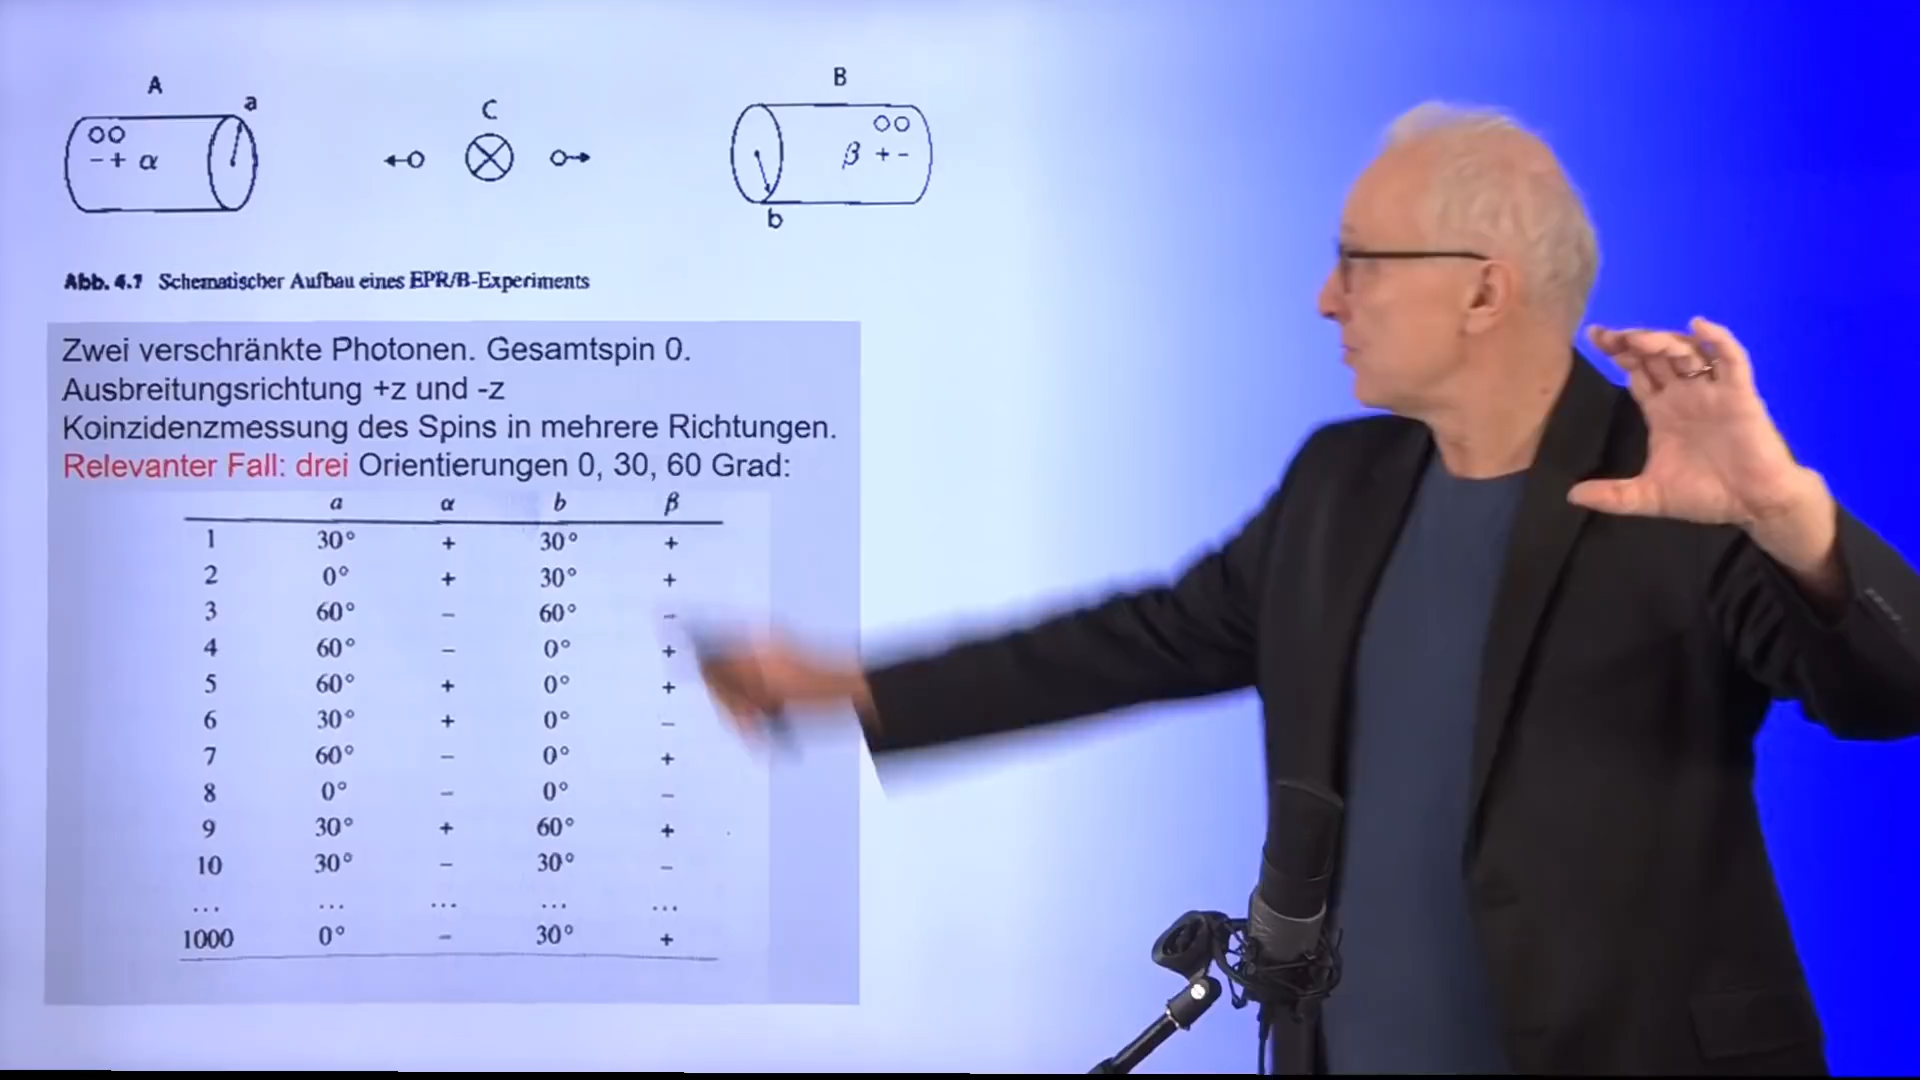 A
a
C
B
- + α
β + -
b
Abb. 4.1 Schematischer Aufbau eines EPR/B-Experiments
Zwei verschränkte Photonen. Gesamtspin 0.
Ausbreitungsrichtung +z und -z
Koinzidenzmessung des Spins in mehrere Richtungen.
Relevanter Fall: drei Orientierungen 0, 30, 60 Grad:
a α b β
1 30° + 30° +
2 0° + 30° +
3 60° – 60° –
4 60° – 0° +
5 60° + 0° +
6 30° + 0° –
7 60° – 0° +
8 0° – 0° –
9 30° + 60° +
10 30° – 30° –
... ... ... ... ...
1000 0° – 30° +